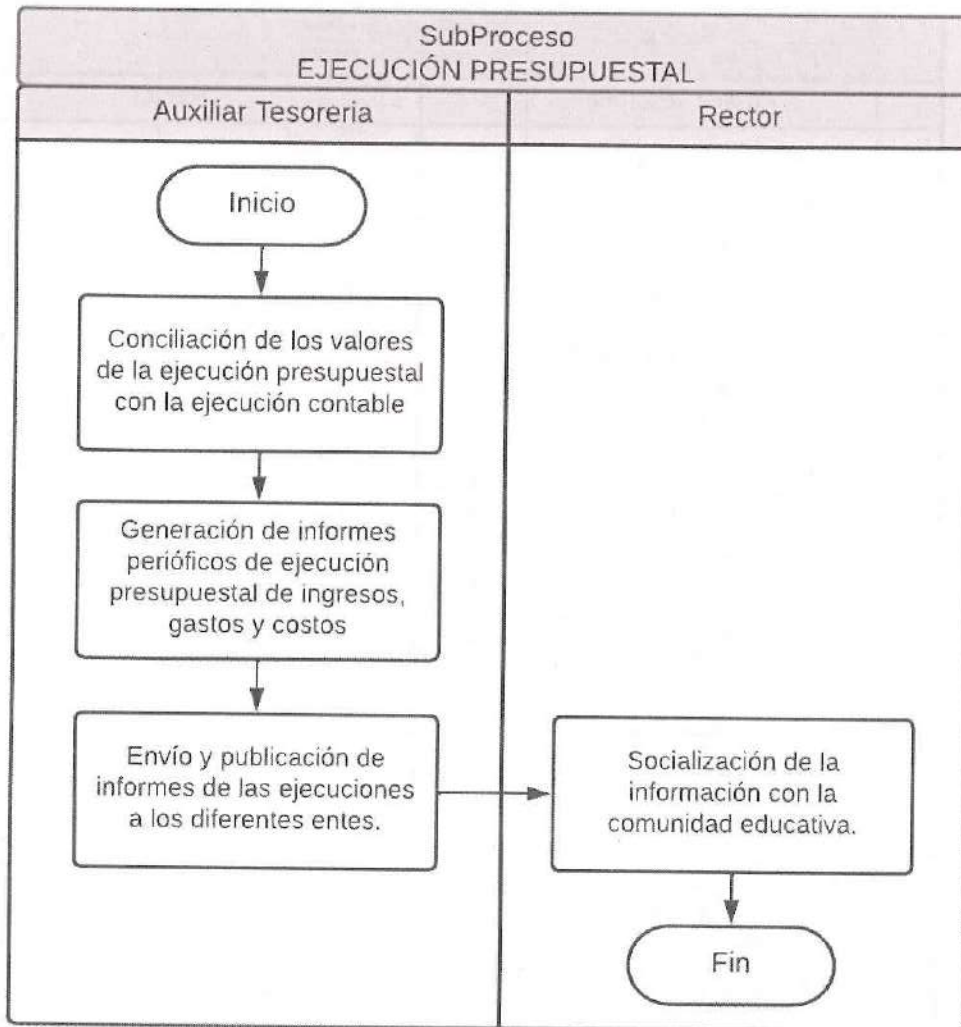 SubProceso
EJECUCIÓN PRESUPUESTAL
Auxiliar Tesoreria
Rector
Inicio
Conciliación de los valores
de la ejecución presupuestal
con la ejecución contable
Generación de informes
perióficos de ejecución
presupuestal de ingresos,
gastos y costos
Envío y publicación de
informes de las ejecuciones
a los diferentes entes.
Socialización de la
información con la
comunidad educativa.
Fin